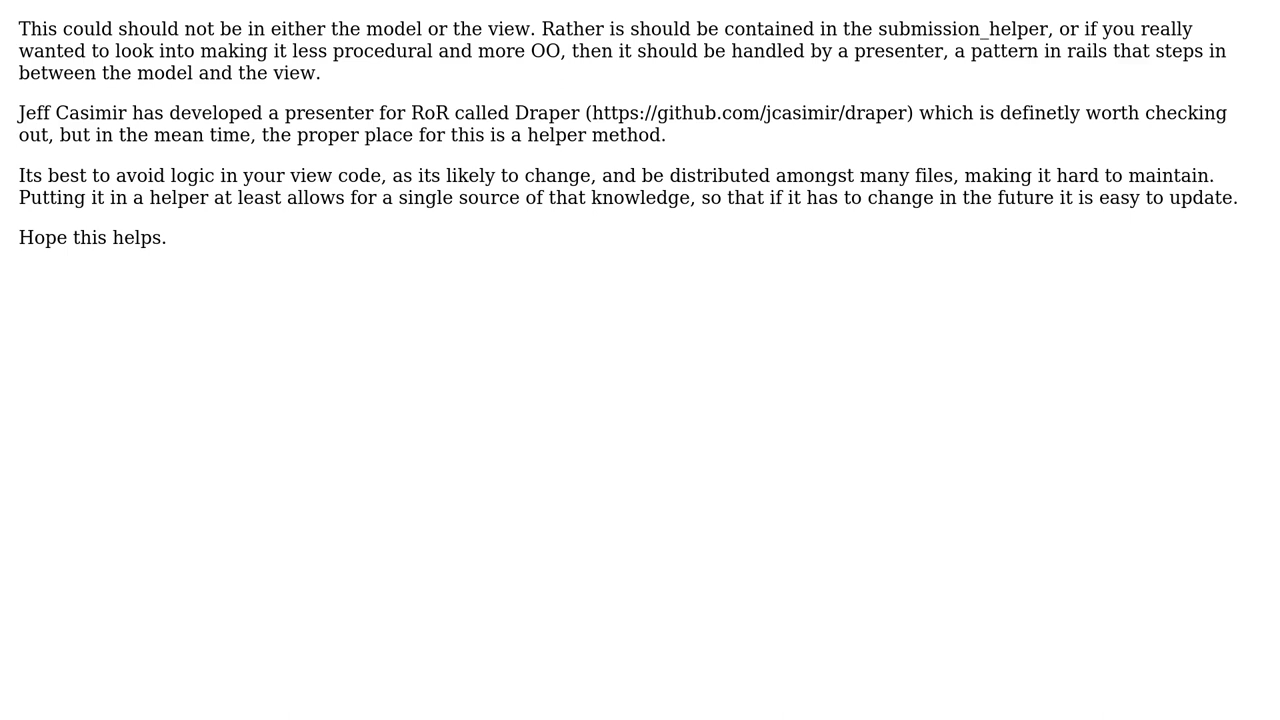 This could should not be in either the model or the view. Rather is should be contained in the submission_helper, or if you really
wanted to look into making it less procedural and more OO, then it should be handled by a presenter, a pattern in rails that steps in
between the model and the view.
Jeff Casimir has developed a presenter for RoR called Draper (https://github.com/jcasimir/draper) which is definetly worth checking
out, but in the mean time, the proper place for this is a helper method.
Its best to avoid logic in your view code, as its likely to change, and be distributed amongst many files, making it hard to maintain.
Putting it in a helper at least allows for a single source of that knowledge, so that if it has to change in the future it is easy to update.
Hope this helps.